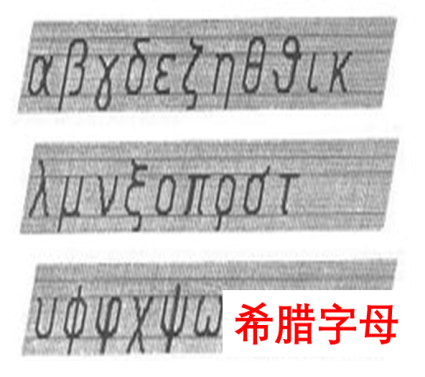 αβγδεζηθϑικ
λμνξοπρστ
υφφχψω
希腊字母